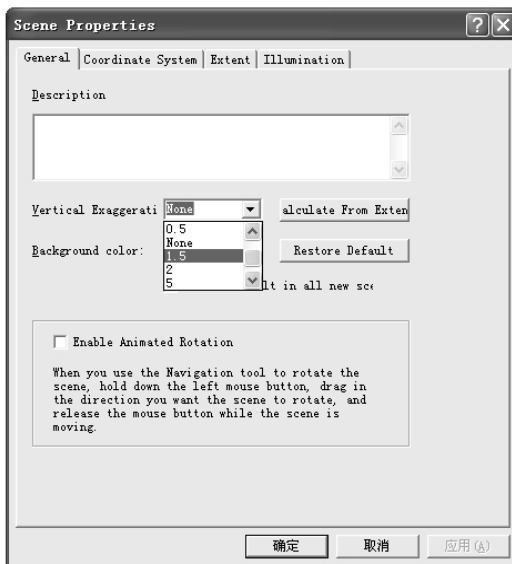 Scene Properties
General Coordinate System Extent Illumination
Description
Vertical Exaggerati None alculate From Exten
0.5
None
1.5
2
5
Background color: Restore Default
lt in all new sce
Enable Animated Rotation
When you use the Navigation tool to rotate the
scene, hold down the left mouse button, drag in
the direction you want the scene to rotate, and
release the mouse button while the scene is
moving.
确定 取消 应用(A)